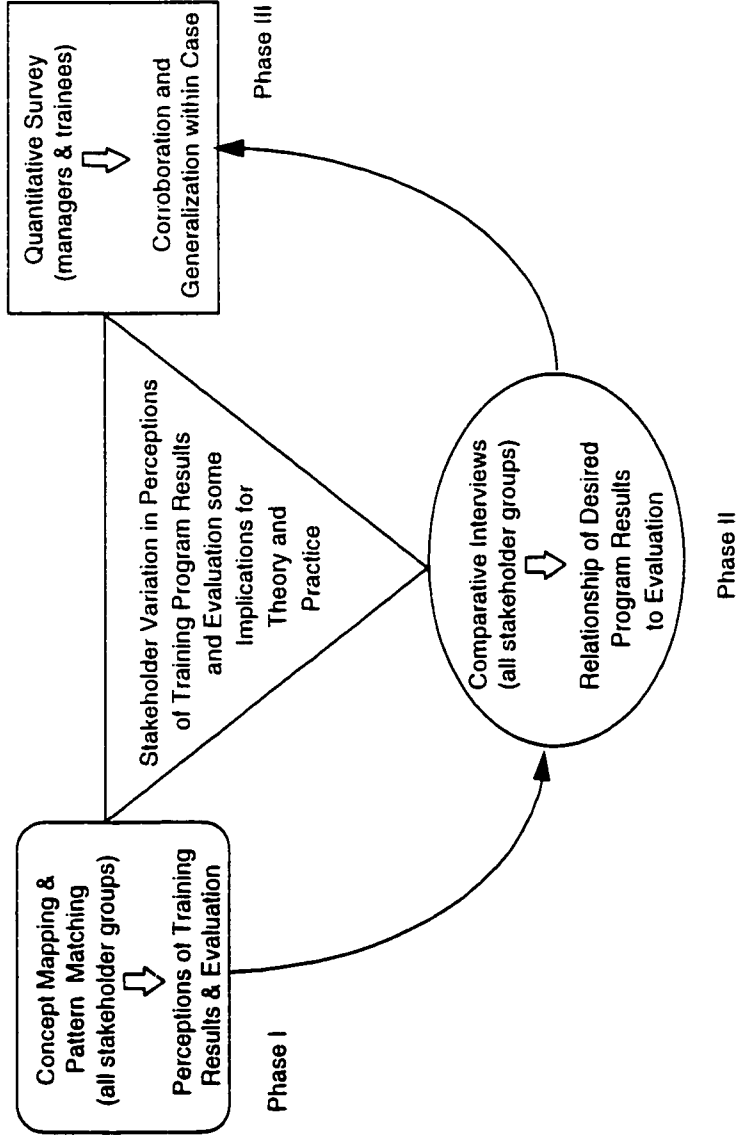 Concept Mapping &
Pattern Matching
(all stakeholder groups)
Perceptions of Training
Results & Evaluation
Phase I
Stakeholder Variation in Perceptions
of Training Program Results
and Evaluation some
Implications for
Theory and
Practice
Comparative Interviews
(all stakeholder groups)
Relationship of Desired
Program Results
to Evaluation
Phase II
Quantitative Survey
(managers & trainees)
Corroboration and
Generalization within Case
Phase III